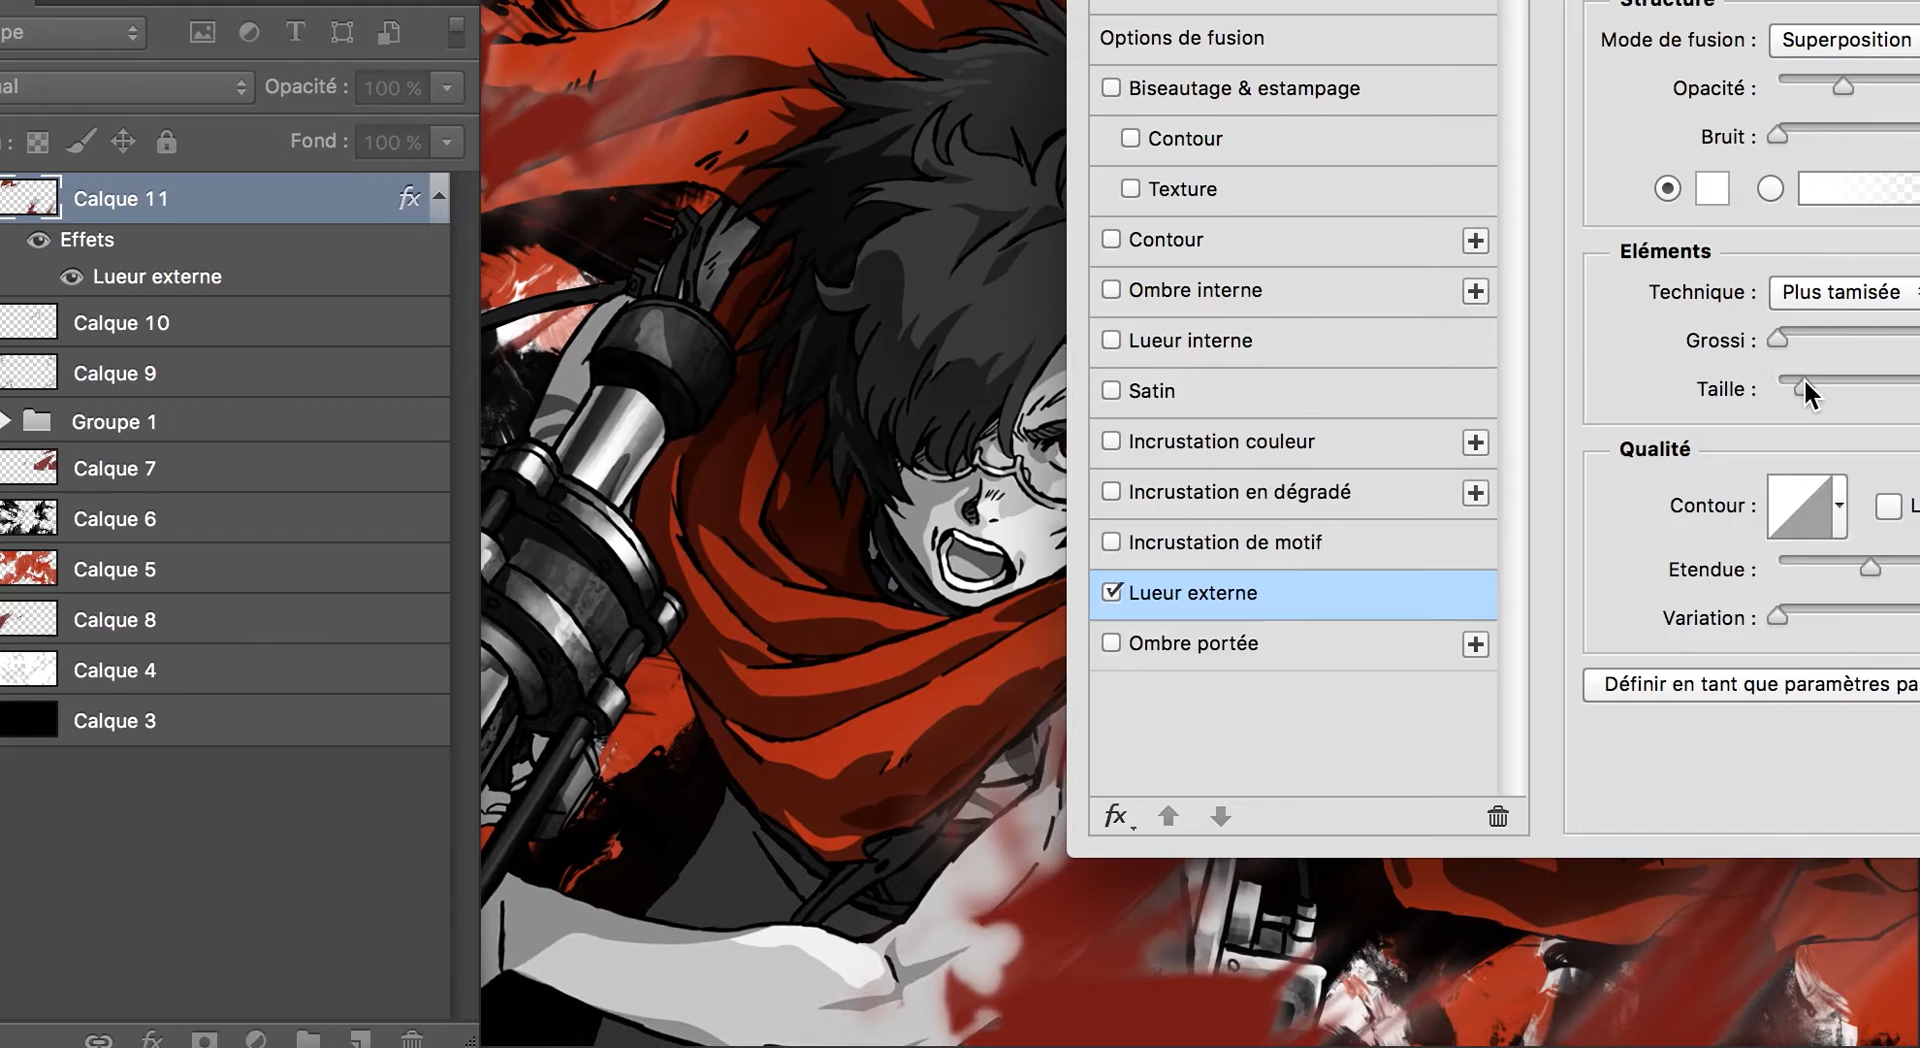 pe
al
Opacité :
100 %
:
Fond :
100 %
Calque 11
fx
Effets
Lueur externe
Calque 10
Calque 9
Groupe 1
Calque 7
Calque 6
Calque 5
Calque 8
Calque 4
Calque 3
fx
Options de fusion
Biseautage & estampage
Contour
Texture
Contour
Ombre interne
Lueur interne
Satin
Incrustation couleur
Incrustation en dégradé
Incrustation de motif
Lueur externe
Ombre portée
fx
Structure
Mode de fusion :
Superposition
Opacité :
Bruit :
Eléments
Technique :
Plus tamisée
Grossi :
Taille :
Qualité
Contour :
L
Etendue :
Variation :
Définir en tant que paramètres pa